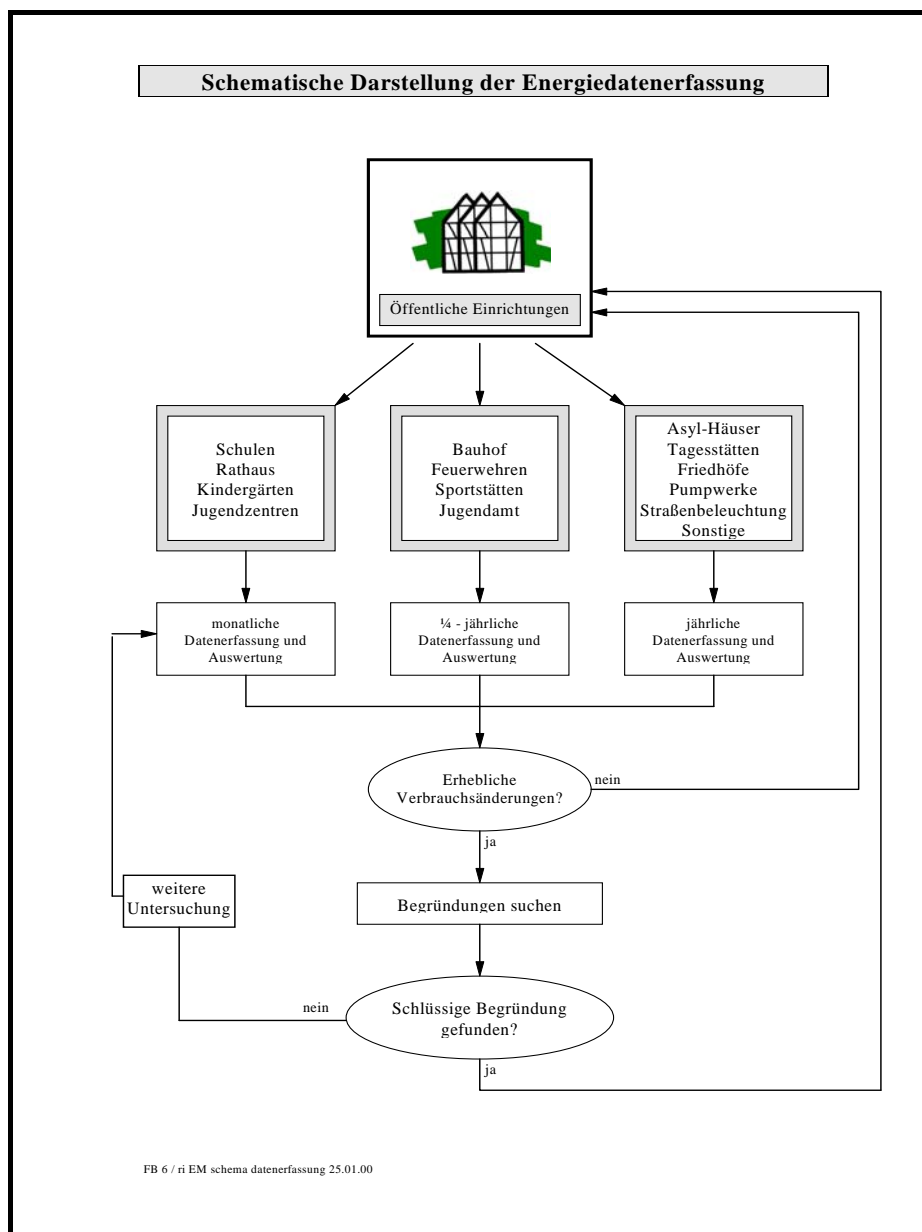 Schematische Darstellung der Energiedatenerfassung
Öffentliche Einrichtungen
Schulen
Rathaus
Kindergärten
Jugendzentren
Bauhof
Feuerwehren
Sportstätten
Jugendamt
Asyl-Häuser
Tagesstätten
Friedhöfe
Pumpwerke
Straßenbeleuchtung
Sonstige
monatliche
Datenerfassung und
Auswertung
¼ - jährliche
Datenerfassung und
Auswertung
jährliche
Datenerfassung und
Auswertung
Erhebliche
Verbrauchsänderungen?
nein
ja
weitere
Untersuchung
Begründungen suchen
nein
Schlüssige Begründung
gefunden?
ja
FB 6 / ri EM schema datenerfassung 25.01.00